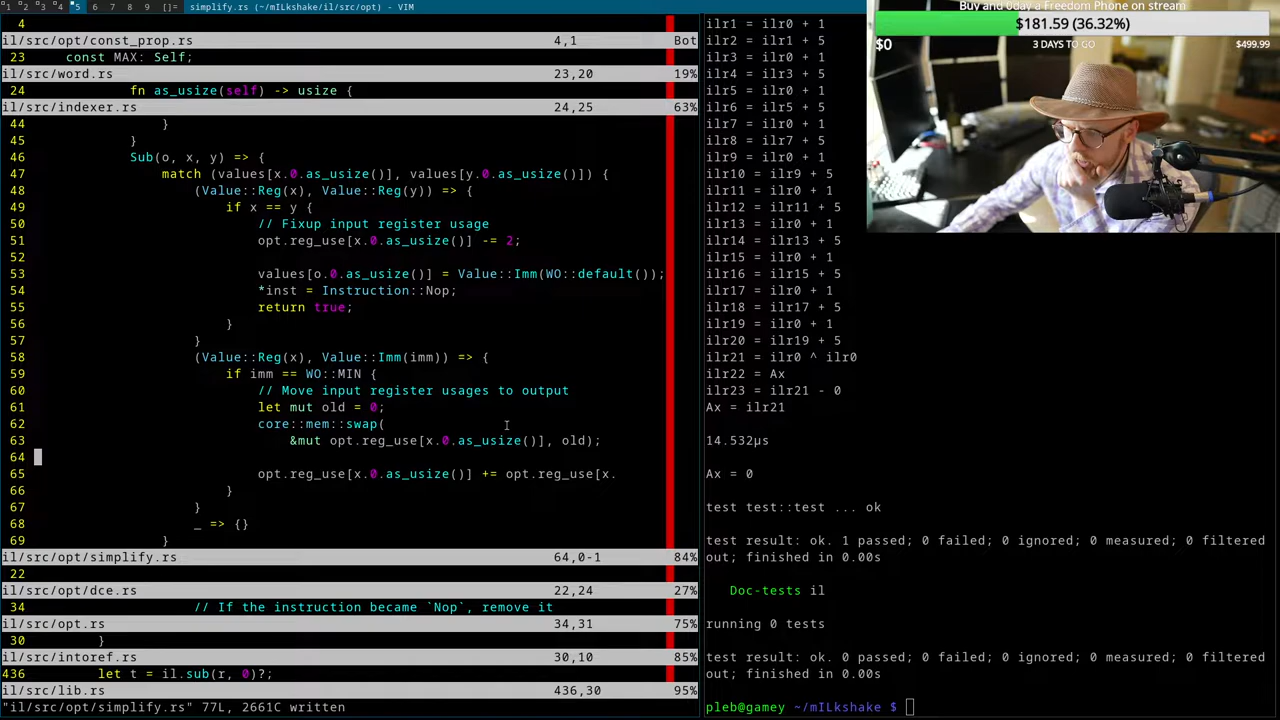 1 2 3 4 5 6 7 8 9 []= simplify.rs (~/mILkshake/il/src/opt) - VIM
4
il/src/opt/const_prop.rs 4,1 Bot
23 const MAX: Self;
il/src/word.rs 23,20 19%
24 fn as_usize(self) -> usize {
il/src/indexer.rs 24,25 63%
44 }
45 }
46 Sub(o, x, y) => {
47 match (values[x.0.as_usize()], values[y.0.as_usize()]) {
48 (Value::Reg(x), Value::Reg(y)) => {
49 if x == y {
50 // Fixup input register usage
51 opt.reg_use[x.0.as_usize()] -= 2;
52
53 values[o.0.as_usize()] = Value::Imm(WO::default());
54 *inst = Instruction::Nop;
55 return true;
56 }
57 }
58 (Value::Reg(x), Value::Imm(imm)) => {
59 if imm == WO::MIN {
60 // Move input register usages to output
61 let mut old = 0;
62 core::mem::swap(
63 &mut opt.reg_use[x.0.as_usize()], old);
64
65 opt.reg_use[x.0.as_usize()] += opt.reg_use[x.
66 }
67 }
68 _ => {}
69 }
il/src/opt/simplify.rs 64,0-1 84%
22
il/src/opt/dce.rs 22,24 27%
34 // If the instruction became `Nop`, remove it
il/src/opt.rs 34,31 75%
30 }
il/src/intoref.rs 30,10 85%
436 let t = il.sub(r, 0)?;
il/src/lib.rs 436,30 95%
"il/src/opt/simplify.rs" 77L, 2661C written
ilr1 = ilr0 + 1
ilr2 = ilr1 + 5
ilr3 = ilr0 + 1
ilr4 = ilr3 + 5
ilr5 = ilr0 + 1
ilr6 = ilr5 + 5
ilr7 = ilr0 + 1
ilr8 = ilr7 + 5
ilr9 = ilr0 + 1
ilr10 = ilr9 + 5
ilr11 = ilr0 + 1
ilr12 = ilr11 + 5
ilr13 = ilr0 + 1
ilr14 = ilr13 + 5
ilr15 = ilr0 + 1
ilr16 = ilr15 + 5
ilr17 = ilr0 + 1
ilr18 = ilr17 + 5
ilr19 = ilr0 + 1
ilr20 = ilr19 + 5
ilr21 = ilr0 ^ ilr0
ilr22 = Ax
ilr23 = ilr21 - 0
Ax = ilr21
14.532µs
Ax = 0
test test::test ... ok
test result: ok. 1 passed; 0 failed; 0 ignored; 0 measured; 0 filtered
out; finished in 0.00s
Doc-tests il
running 0 tests
test result: ok. 0 passed; 0 failed; 0 ignored; 0 measured; 0 filtered
out; finished in 0.00s
pleb@gamey ~/mILkshake $
Buy and 0day a Freedom Phone on stream
$181.59 (36.32%)
$0 3 DAYS TO GO $499.99